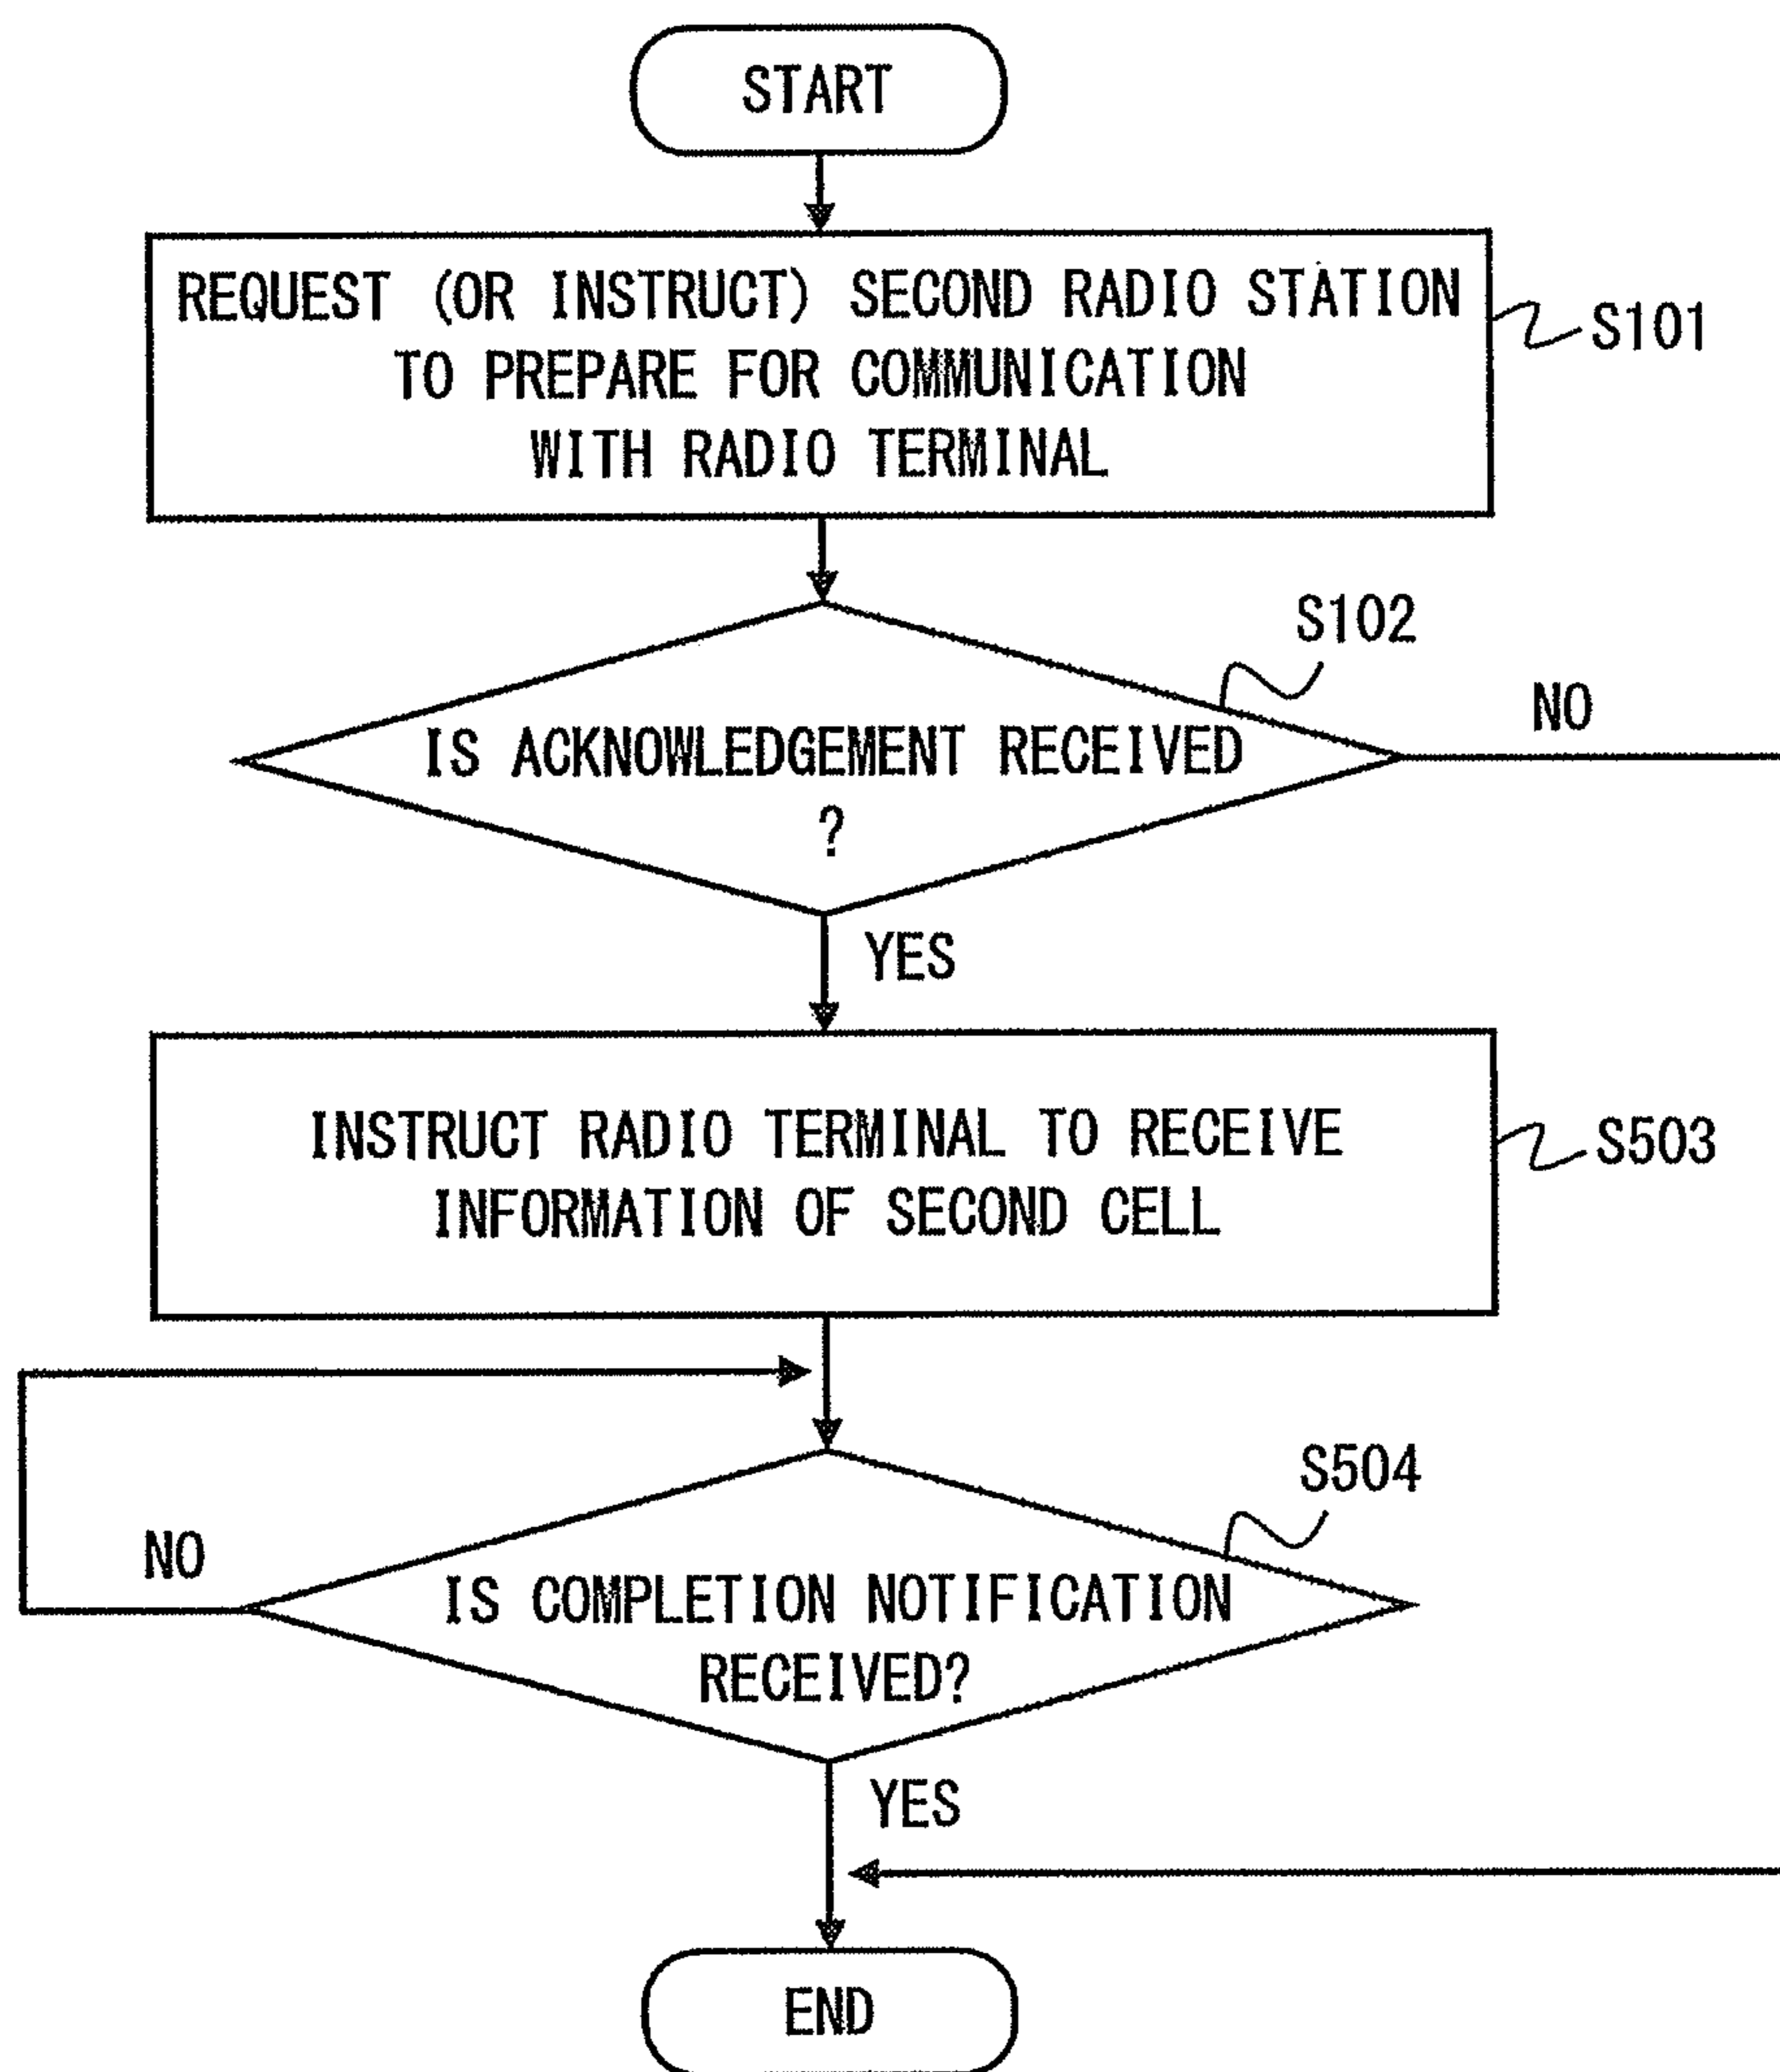 START
REQUEST (OR INSTRUCT) SECOND RADIO STATION
TO PREPARE FOR COMMUNICATION
WITH RADIO TERMINAL
S101
S102
NO
IS ACKNOWLEDGEMENT RECEIVED
?
YES
INSTRUCT RADIO TERMINAL TO RECEIVE
INFORMATION OF SECOND CELL
S503
S504
NO
IS COMPLETION NOTIFICATION
RECEIVED?
YES
END